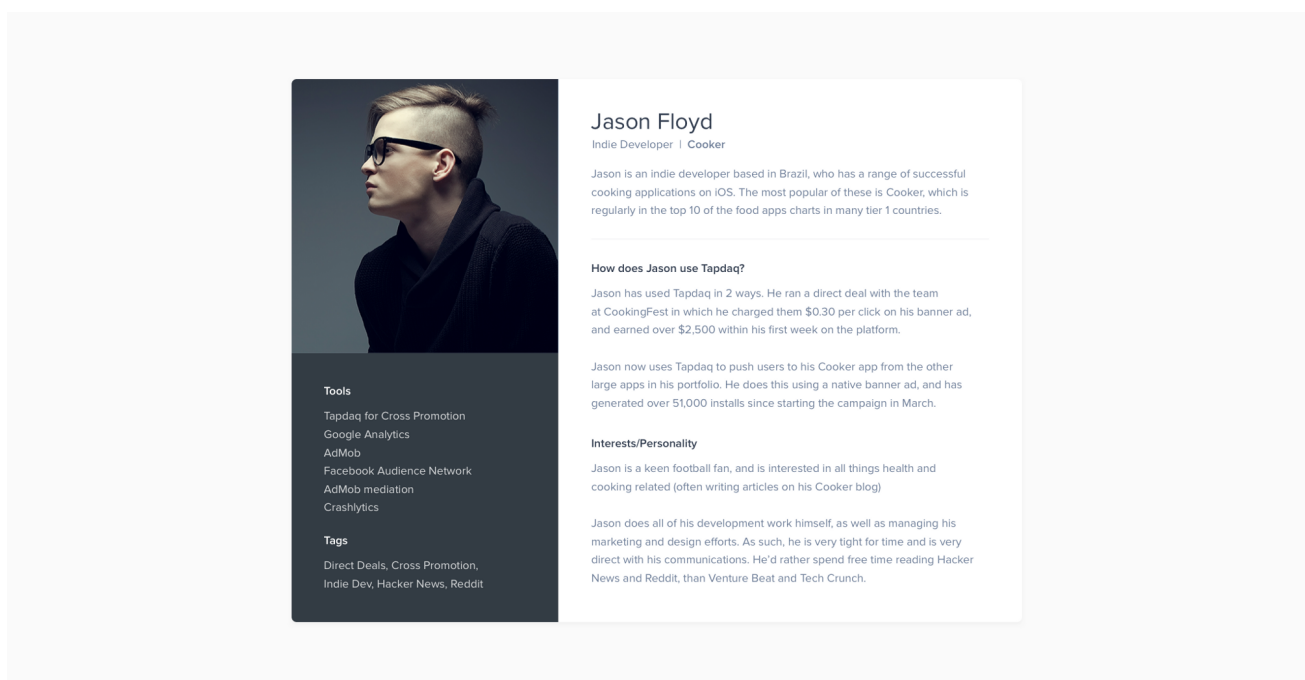 Jason Floyd
Indie Developer | Cooker
Jason is an indie developer based in Brazil, who has a range of successful
cooking applications on iOS. The most popular of these is Cooker, which is
regularly in the top 10 of the food apps charts in many tier 1 countries.
How does Jason use Tapdaq?
Jason has used Tapdaq in 2 ways. He ran a direct deal with the team
at CookingFest in which he charged them $0.30 per click on his banner ad,
and earned over $2,500 within his first week on the platform.
Jason now uses Tapdaq to push users to his Cooker app from the other
large apps in his portfolio. He does this using a native banner ad, and has
generated over 51,000 installs since starting the campaign in March.
Interests/Personality
Jason is a keen football fan, and is interested in all things health and
cooking related (often writing articles on his Cooker blog)
Jason does all of his development work himself, as well as managing his
marketing and design efforts. As such, he is very tight for time and is very
direct with his communications. He'd rather spend free time reading Hacker
News and Reddit, than Venture Beat and Tech Crunch.
Tools
Tapdaq for Cross Promotion
Google Analytics
AdMob
Facebook Audience Network
AdMob mediation
Crashlytics
Tags
Direct Deals, Cross Promotion,
Indie Dev, Hacker News, Reddit